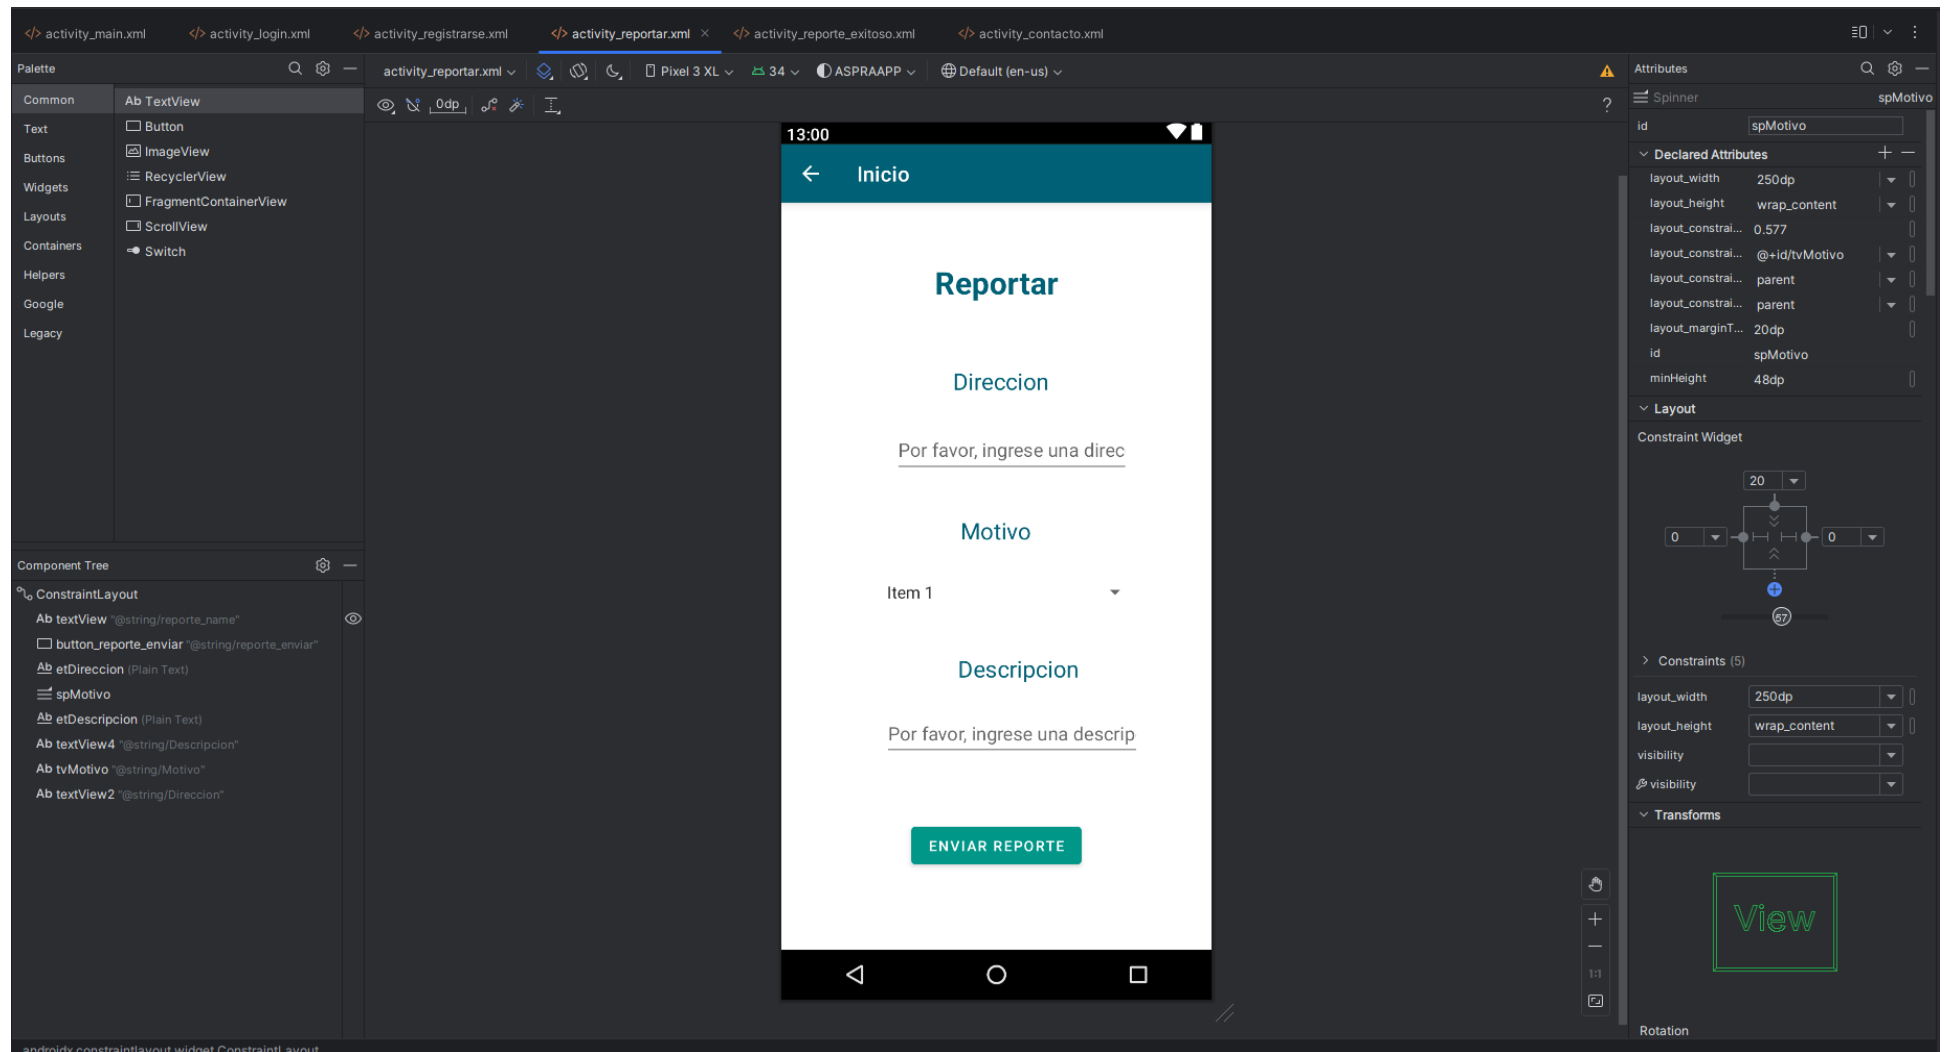 activity_main.xml
activity_login.xml
activity_registrarse.xml
activity_reportar.xml
activity_reporte_exitoso.xml
activity_contacto.xml
Palette
activity_reportar.xml
Pixel 3 XL
34
ASPRAAPP
Default (en-us)
Attributes
Common
Text
Buttons
Widgets
Layouts
Containers
Helpers
Google
Legacy
Ab TextView
Button
ImageView
RecyclerView
FragmentContainerView
ScrollView
Switch
0dp
?
Component Tree
ConstraintLayout
Ab textView "@string/reporte_name"
button_reporte_enviar "@string/reporte_enviar"
Ab etDireccion (Plain Text)
spMotivo
Ab etDescripcion (Plain Text)
Ab textView4 "@string/Descripcion"
Ab tvMotivo "@string/Motivo"
Ab textView2 "@string/Direccion"
13:00
Inicio
Reportar
Direccion
Por favor, ingrese una direc
Motivo
Item 1
Descripcion
Por favor, ingrese una descrip
ENVIAR REPORTE
1:1
Spinner spMotivo
id spMotivo
Declared Attributes
layout_width 250dp
layout_height wrap_content
layout_constrai... 0.577
layout_constrai... @+id/tvMotivo
layout_constrai... parent
layout_constrai... parent
layout_marginT... 20dp
id spMotivo
minHeight 48dp
Layout
Constraint Widget
20
0 0
57
Constraints (5)
layout_width 250dp
layout_height wrap_content
visibility
visibility
Transforms
View
Rotation
androidx.constraintlayout.widget.ConstraintLayout